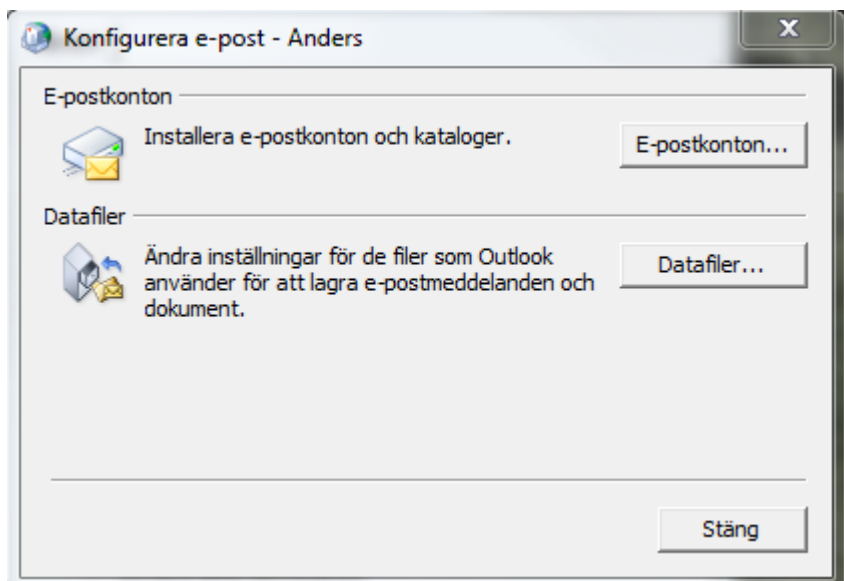 Konfigurera e-post - Anders
E-postkonton
Installera e-postkonton och kataloger.
E-postkonton...
Datafiler
Ändra inställningar för de filer som Outlook
använder för att lagra e-postmeddelanden och
dokument.
Datafiler...
Stäng